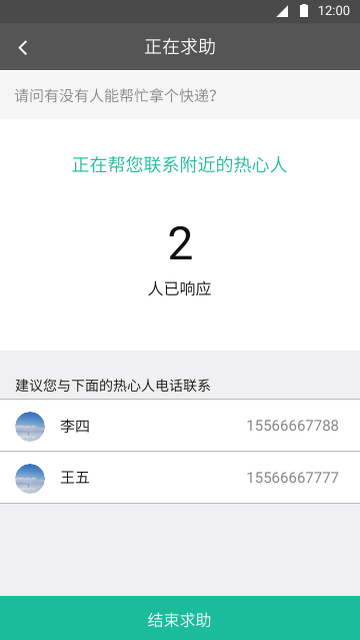 12:00
正在求助
请问有没有人能帮忙拿个快递?
正在帮您联系附近的热心人
2
人已响应
建议您与下面的热心人电话联系
李四 15566667788
王五 15566667777
结束求助